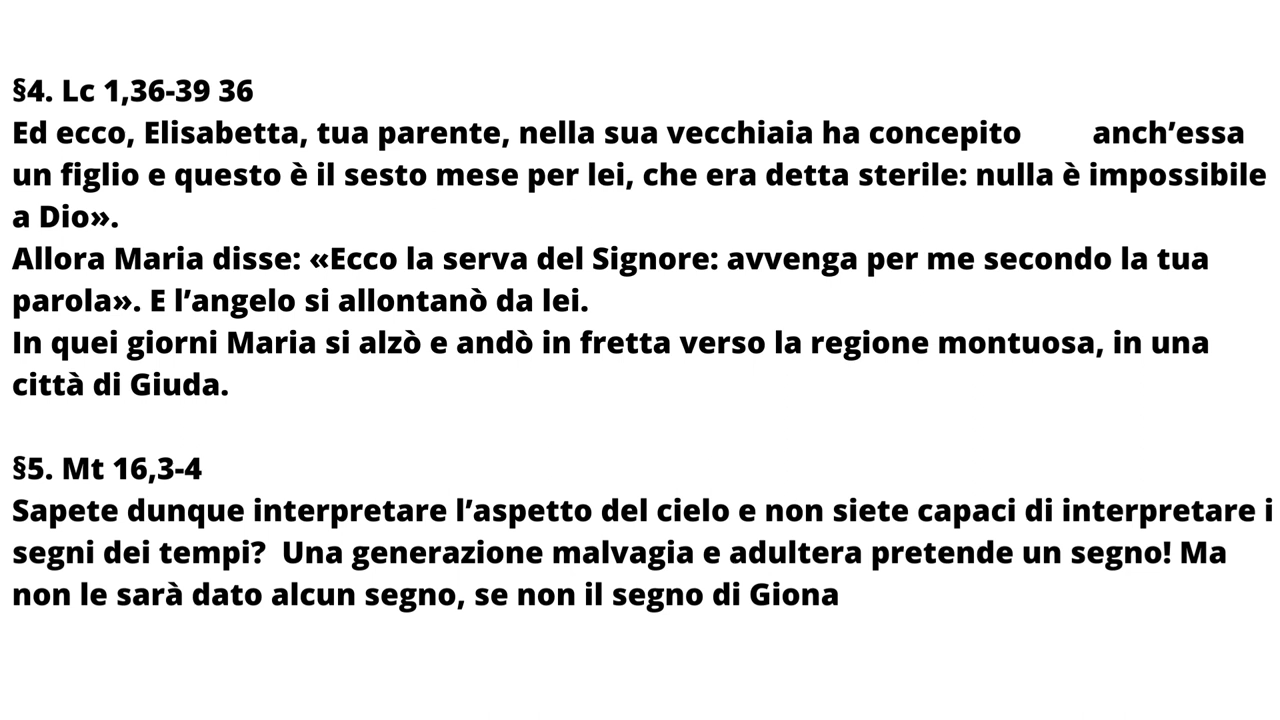 §4. Lc 1,36-39 36
Ed ecco, Elisabetta, tua parente, nella sua vecchiaia ha concepito anch’essa
un figlio e questo è il sesto mese per lei, che era detta sterile: nulla è impossibile
a Dio».
Allora Maria disse: «Ecco la serva del Signore: avvenga per me secondo la tua
parola». E l’angelo si allontanò da lei.
In quei giorni Maria si alzò e andò in fretta verso la regione montuosa, in una
città di Giuda.
§5. Mt 16,3-4
Sapete dunque interpretare l’aspetto del cielo e non siete capaci di interpretare i
segni dei tempi?  Una generazione malvagia e adultera pretende un segno! Ma
non le sarà dato alcun segno, se non il segno di Giona